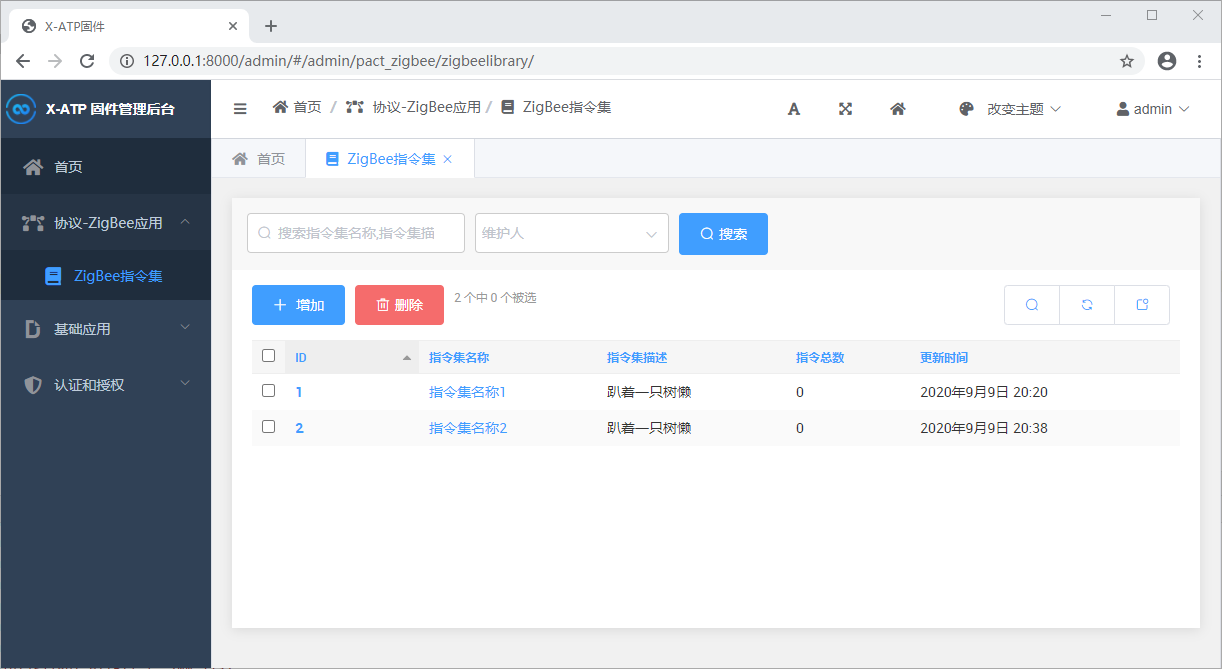 X-ATP固件
127.0.0.1:8000/admin/#/admin/pact_zigbee/zigbeelibrary/
X-ATP 固件管理后台
首页 / 协议-ZigBee应用 / ZigBee指令集
A
改变主题
admin
首页
ZigBee指令集
首页
协议-ZigBee应用
ZigBee指令集
基础应用
认证和授权
搜索指令集名称,指令集描
维护人
搜索
增加
删除
2 个中 0 个被选
ID 指令集名称 指令集描述 指令总数 更新时间
1 指令集名称1 趴着一只树懒 0 2020年9月9日 20:20
2 指令集名称2 趴着一只树懒 0 2020年9月9日 20:38